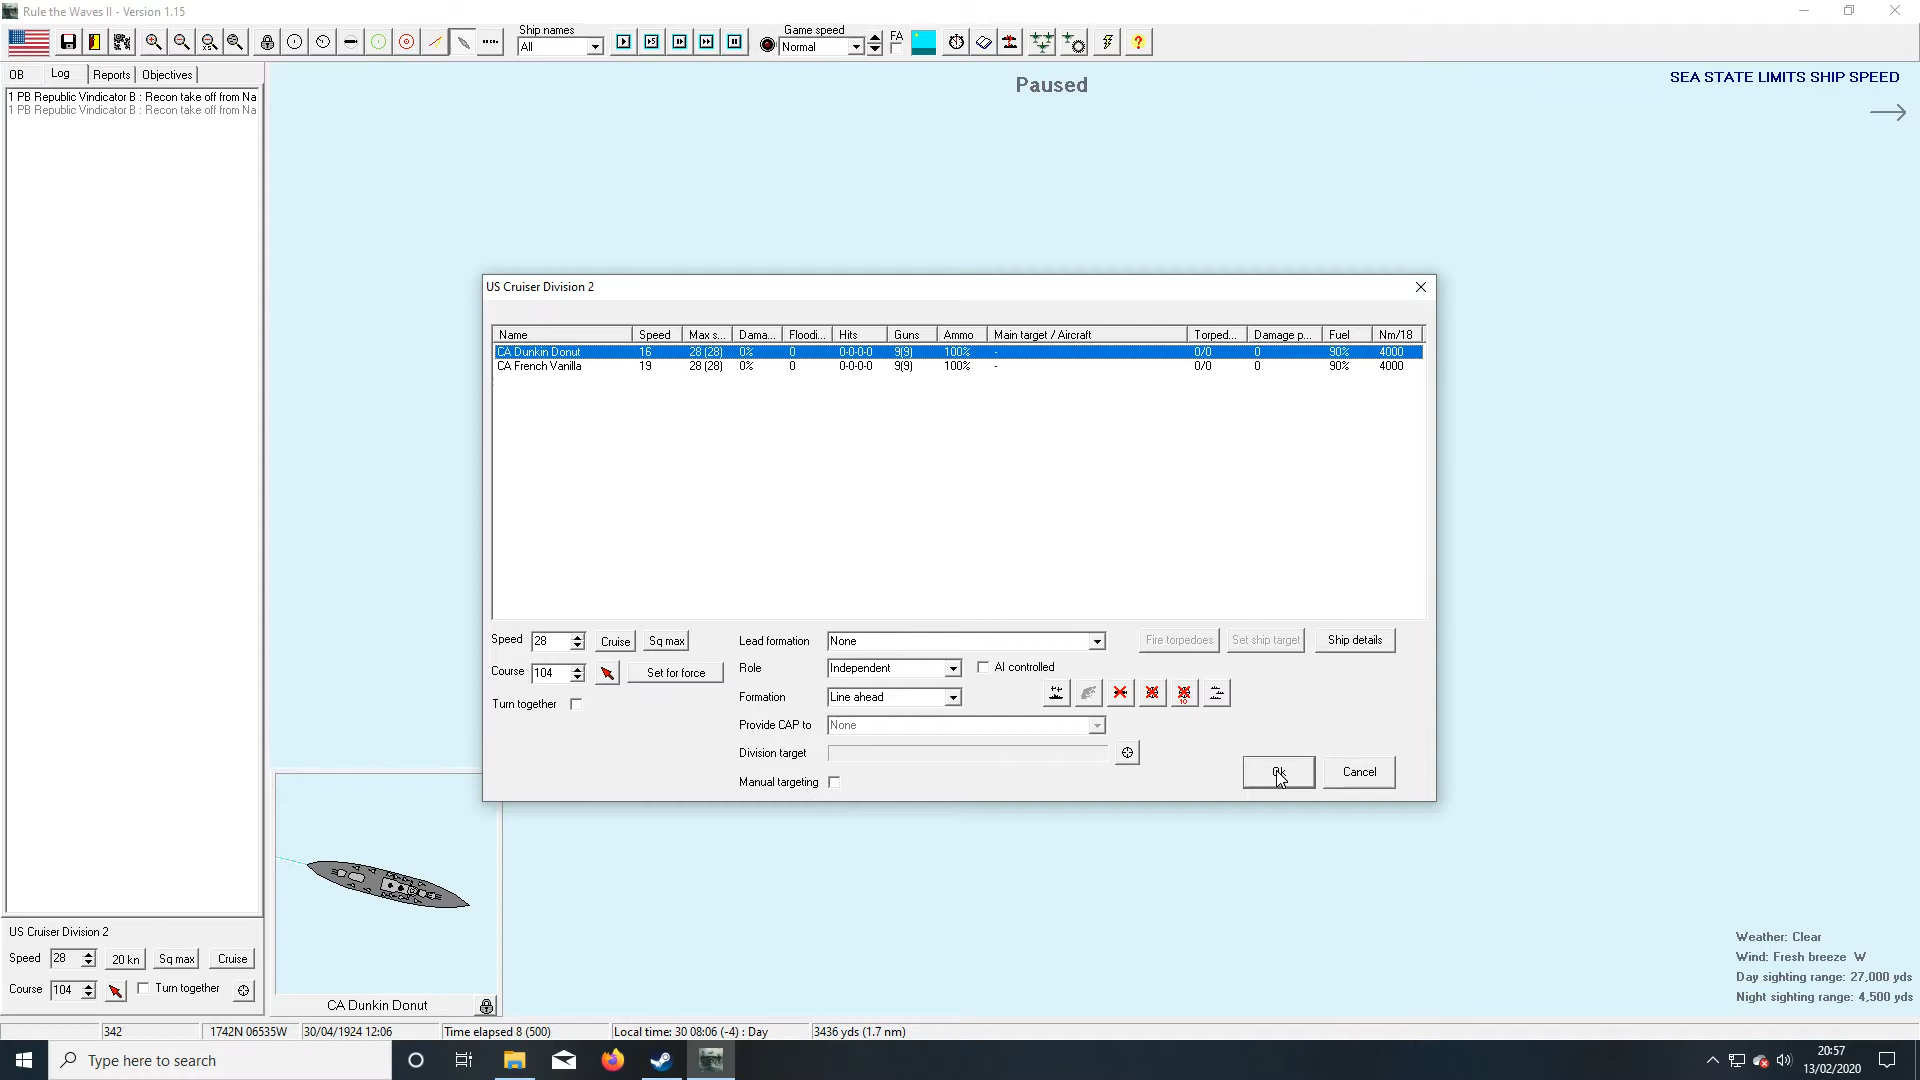 Rule the Waves II - Version 1.15
Ship names
All
Game speed
Normal
FA
OB
Log
Reports
Objectives
1 PB Republic Vindicator B : Recon take off from Na
1 PB Republic Vindicator B : Recon take off from Na
Paused
SEA STATE LIMITS SHIP SPEED
US Cruiser Division 2
Name Speed Max s... Dama... Floodi... Hits Guns Ammo Main target / Aircraft Torped... Damage p... Fuel Nm/18
CA Dunkin Donut 16 28 (28) 0% 0 0-0-0-0 9(9) 100% - 0/0 0 90% 4000
CA French Vanilla 19 28 (28) 0% 0 0-0-0-0 9(9) 100% - 0/0 0 90% 4000
Speed 28 Cruise Sq max
Course 104 Set for force
Turn together
Lead formation None
Role Independent AI controlled
Formation Line ahead
Provide CAP to None
Division target
Manual targeting
Fire torpedoes Set ship target Ship details
10
Ok Cancel
US Cruiser Division 2
Speed 28 20 kn Sq max Cruise
Course 104 Turn together
CA Dunkin Donut
Weather: Clear
Wind: Fresh breeze W
Day sighting range: 27,000 yds
Night sighting range: 4,500 yds
342 1742N 06535W 30/04/1924 12:06 Time elapsed 8 (500) Local time: 30 08:06 (-4) : Day 3436 yds (1.7 nm)
Type here to search
20:57
13/02/2020